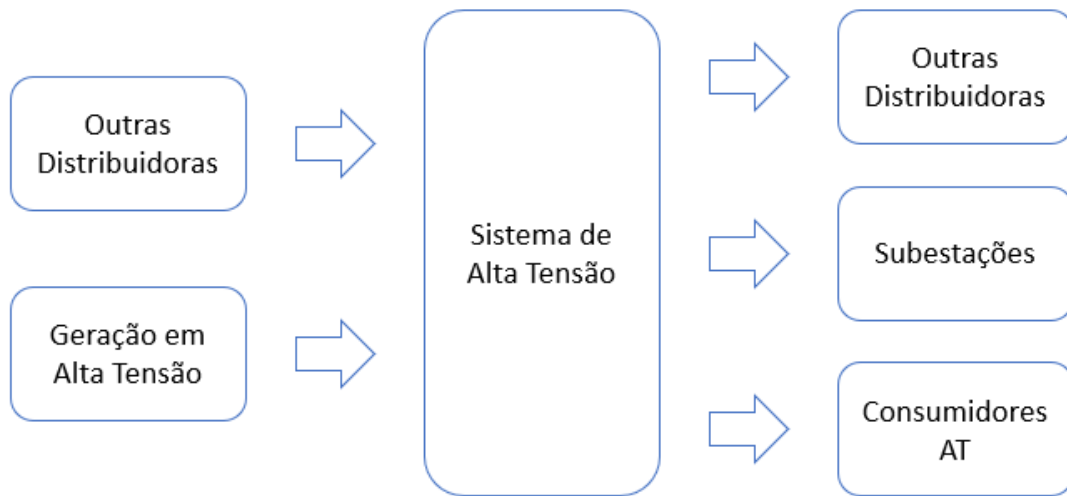 Outras
Distribuidoras
Geração em
Alta Tensão
Sistema de
Alta Tensão
Outras
Distribuidoras
Subestações
Consumidores
AT